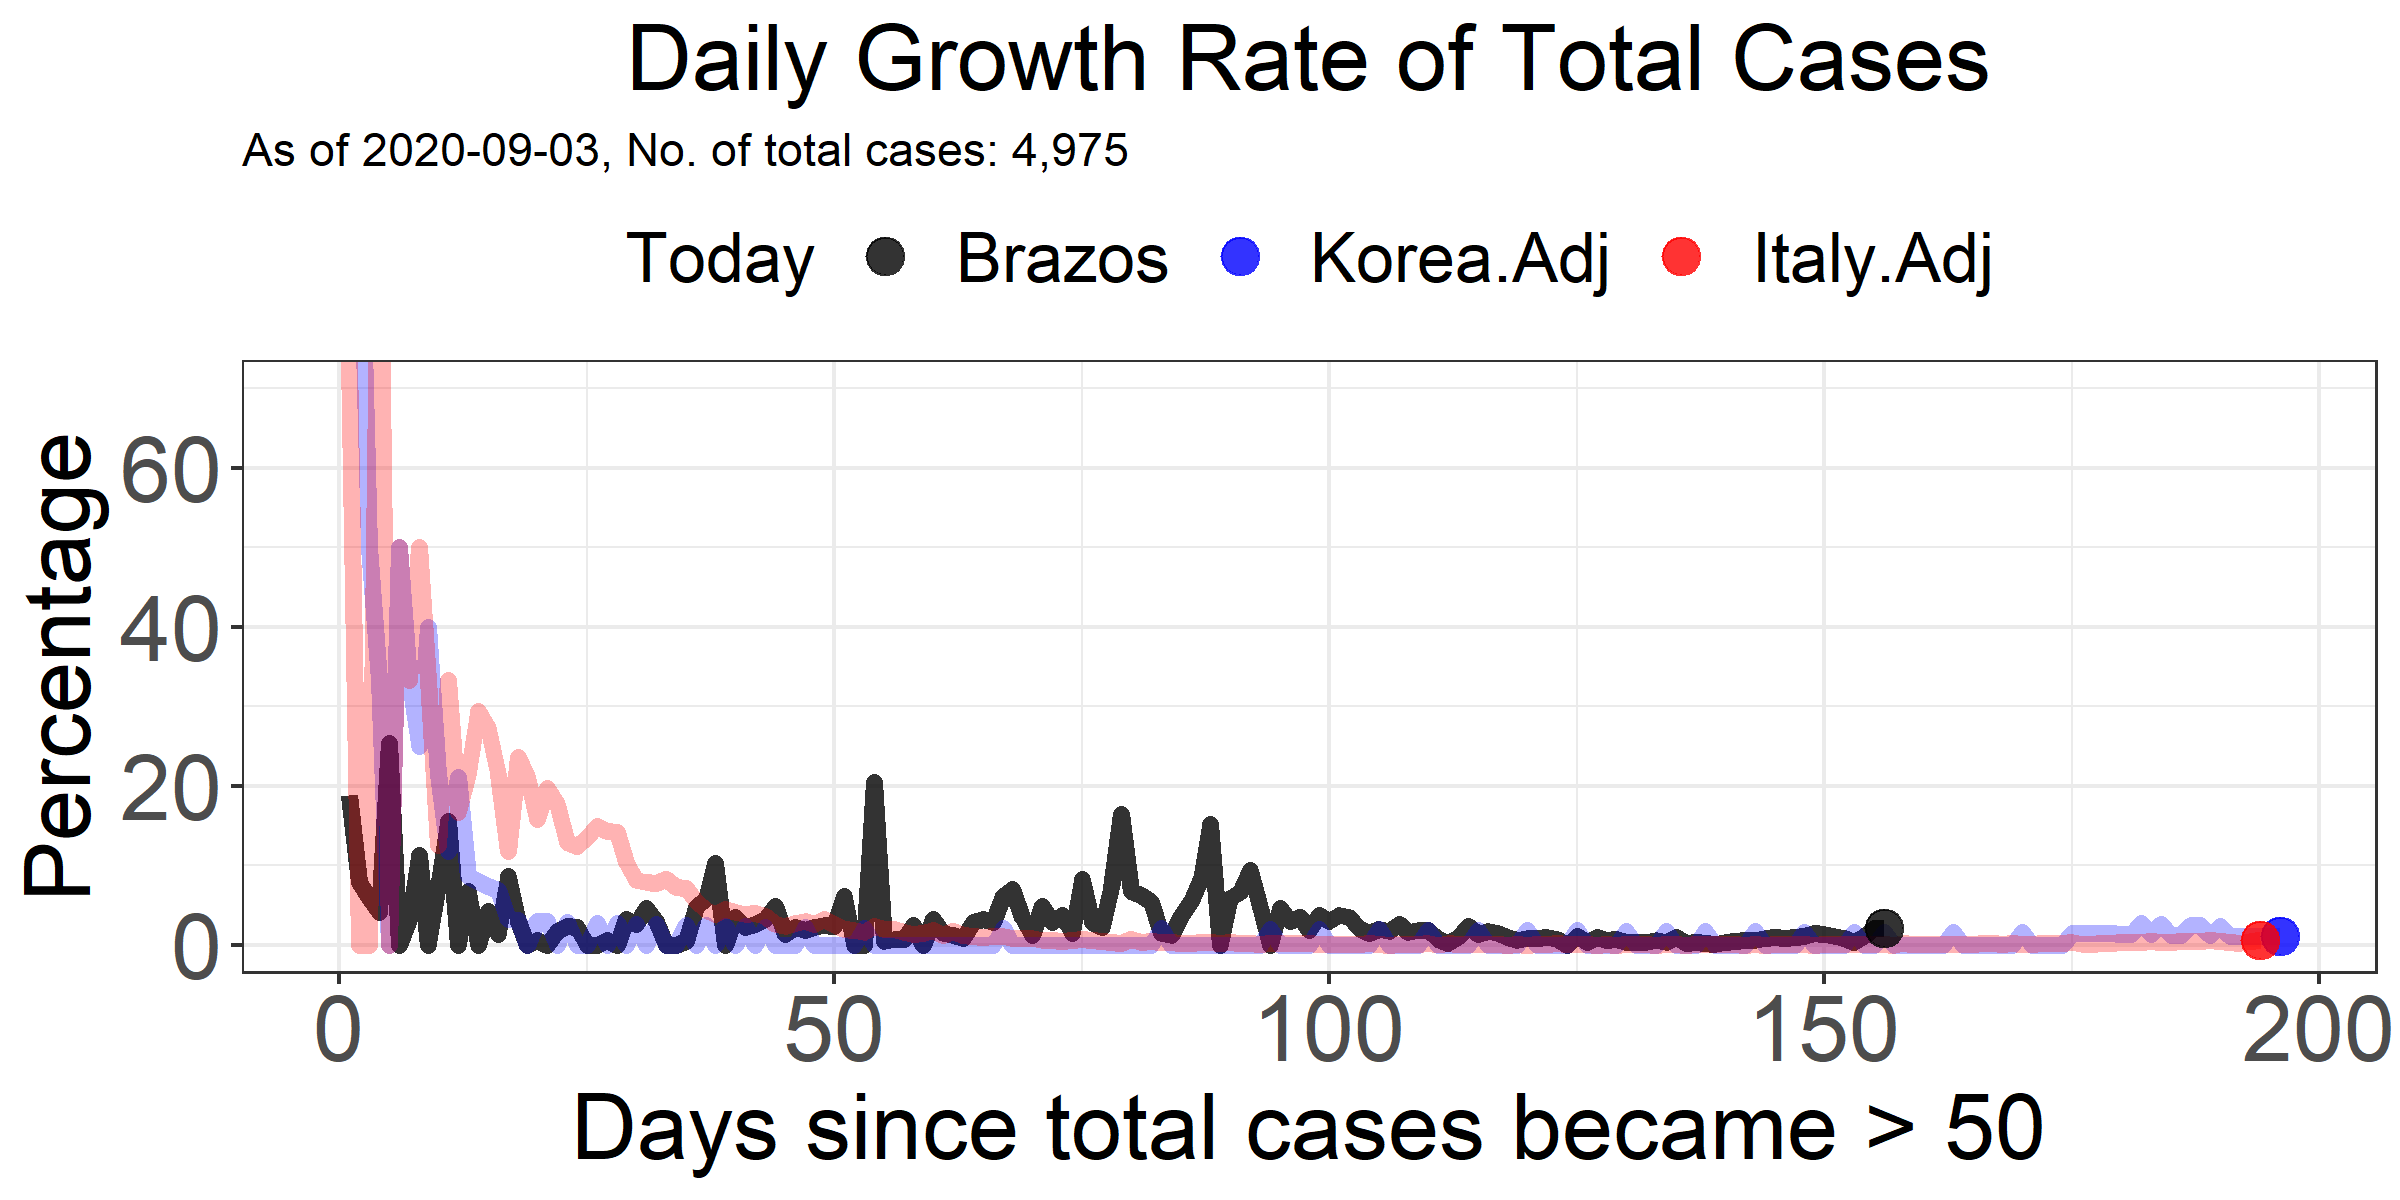 Daily Growth Rate of Total Cases
As of 2020-09-03, No. of total cases: 4,975
Today Brazos Korea.Adj Italy.Adj
Percentage
60
40
20
0
0 50 100 150 200
Days since total cases became > 50